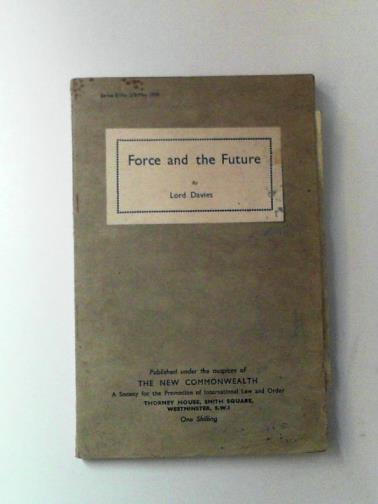 Force and the Future
By
Lord Davies
Published under the auspices of
THE NEW COMMONWEALTH
A Society for the Promotion of International Law and Order
THORNEY HOUSE, SMITH SQUARE,
WESTMINSTER, S.W.1
One Shilling